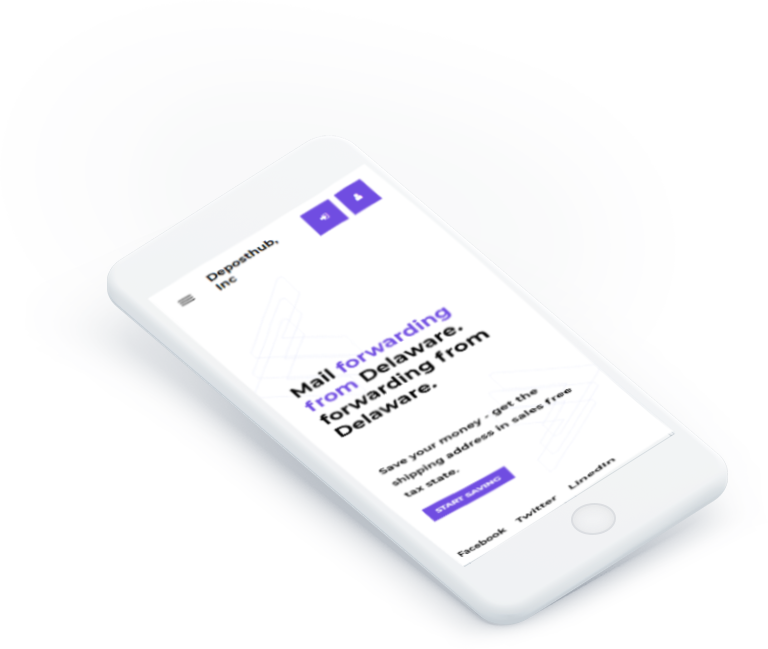 Deposthub,
Inc
Mail forwarding
from Delaware.
forwarding from
Delaware.
Save your money - get the
shipping address in sales free
tax state.
START SAVING
Facebook Twitter LinedIn